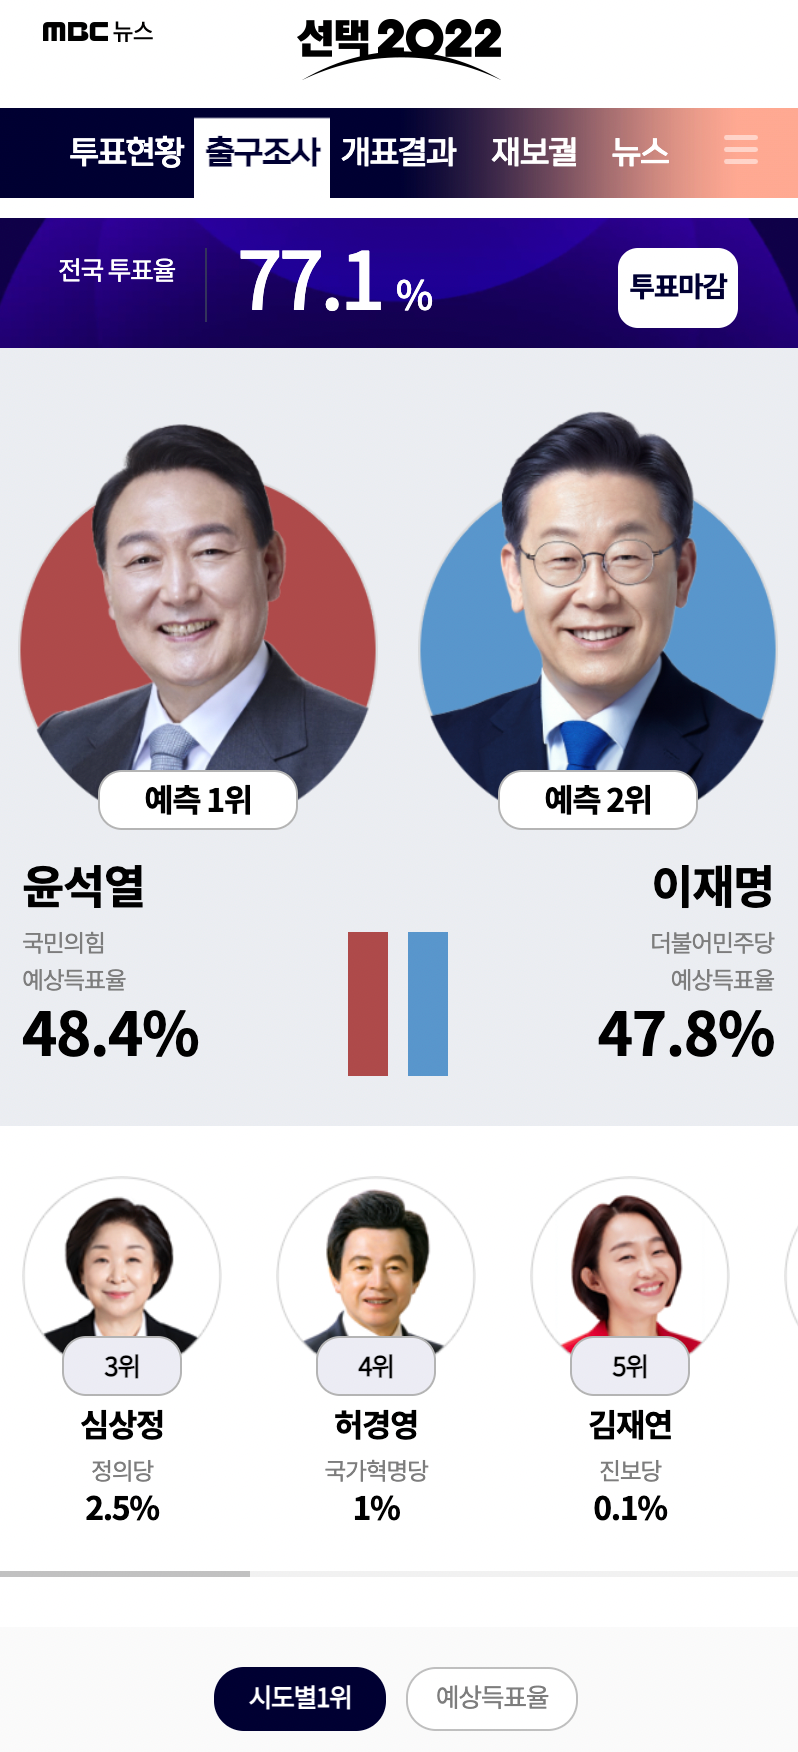 MBC 뉴스
선택 2022
투표현황 출구조사 개표결과 재보궐 뉴스
전국 투표율 77.1 % 투표마감
예측 1위 예측 2위
윤석열 이재명
국민의힘 더불어민주당
예상득표율 예상득표율
48.4% 47.8%
3위 4위 5위
심상정 허경영 김재연
정의당 국가혁명당 진보당
2.5% 1% 0.1%
시도별1위 예상득표율